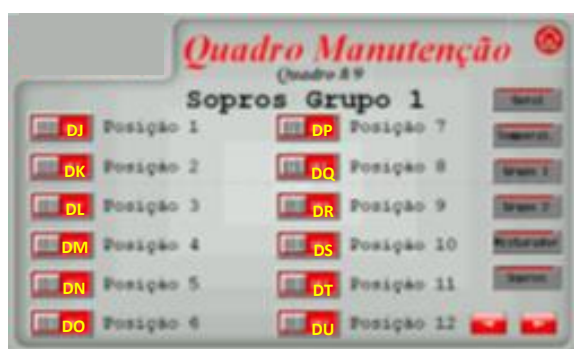 Quadro Manutenção
Quadro 89
Sopros Grupo 1
DJ Posição 1
DK Posição 2
DL Posição 3
DM Posição 4
DN Posição 5
DO Posição 6
DP Posição 7
DQ Posição 8
DR Posição 9
DS Posição 10
DT Posição 11
DU Posição 12
Geral
Grupo 1
Grupo 2
Misturador
Sopros